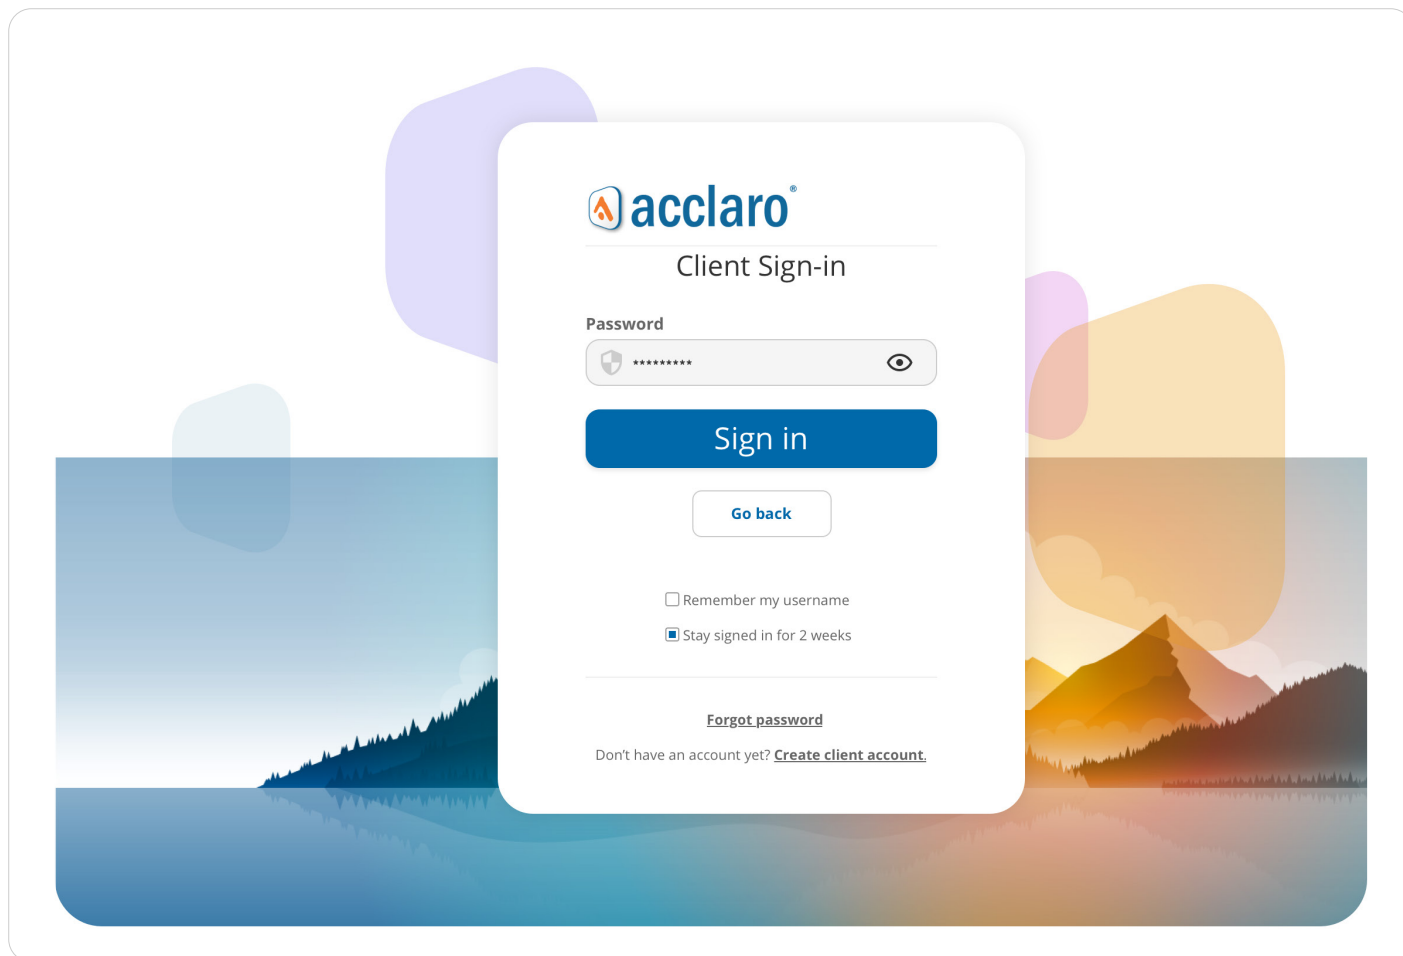 acclaro®
Client Sign-in
Password
*********
Sign in
Go back
Remember my username
Stay signed in for 2 weeks
Forgot password
Don't have an account yet? Create client account.